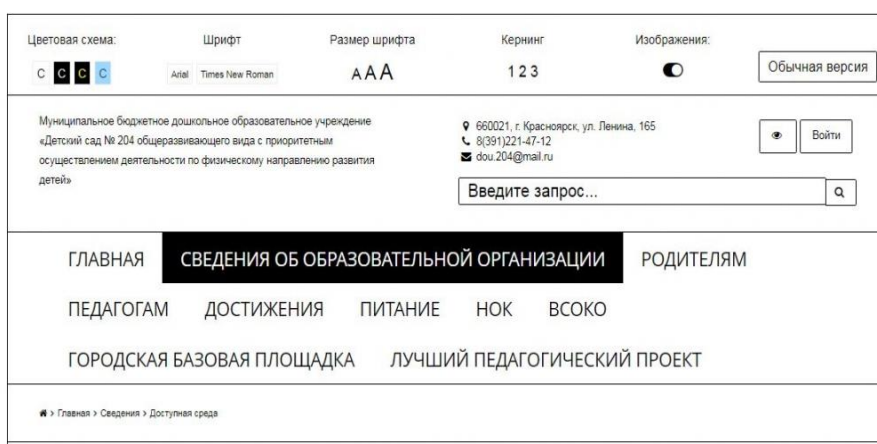 Цветовая схема: Шрифт Размер шрифта Кернинг Изображения:
C C C C Arial Times New Roman A A A 1 2 3 Обычная версия
Муниципальное бюджетное дошкольное образовательное учреждение
«Детский сад № 204 общеразвивающего вида с приоритетным
осуществлением деятельности по физическому направлению развития
детей»
660021, г. Красноярск, ул. Ленина, 165
8(391)221-47-12
dou.204@mail.ru
Войти
Введите запрос...
ГЛАВНАЯ СВЕДЕНИЯ ОБ ОБРАЗОВАТЕЛЬНОЙ ОРГАНИЗАЦИИ РОДИТЕЛЯМ
ПЕДАГОГАМ ДОСТИЖЕНИЯ ПИТАНИЕ НОК ВСОКО
ГОРОДСКАЯ БАЗОВАЯ ПЛОЩАДКА ЛУЧШИЙ ПЕДАГОГИЧЕСКИЙ ПРОЕКТ
> Главная > Сведения > Доступная среда